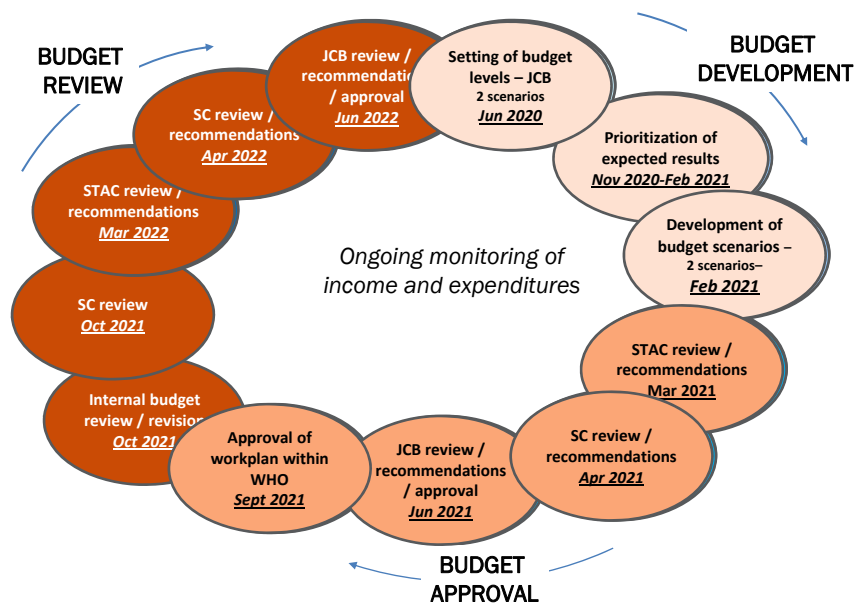 BUDGET
REVIEW
JCB review /
recommendatio
/ approval
Jun 2022
Setting of budget
levels – JCB
2 scenarios
Jun 2020
BUDGET
DEVELOPMENT
SC review /
recommendations
Apr 2022
Prioritization of
expected results
Nov 2020-Feb 2021
STAC review /
recommendations
Mar 2022
Development of
budget scenarios –
2 scenarios–
Feb 2021
Ongoing monitoring of
income and expenditures
SC review
Oct 2021
STAC review /
recommendations
Mar 2021
Internal budget
review / revision
Oct 2021
Approval of
workplan within
WHO
Sept 2021
JCB review /
recommendations
/ approval
Jun 2021
SC review /
recommendations
Apr 2021
BUDGET
APPROVAL